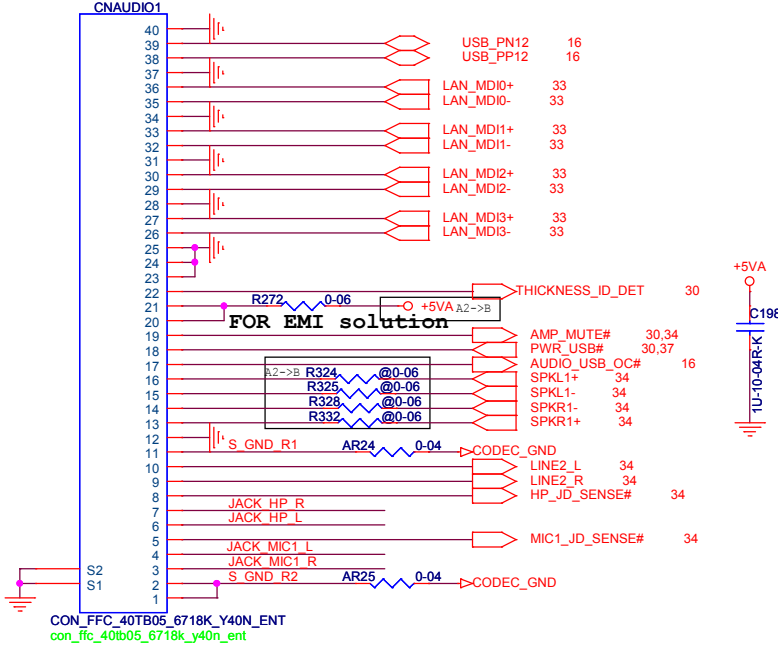 CNAUDIO1
40
39 USB_PN12 16
38 USB_PP12 16
37
36 LAN_MDI0+ 33
35 LAN_MDI0- 33
34
33 LAN_MDI1+ 33
32 LAN_MDI1- 33
31
30 LAN_MDI2+ 33
29 LAN_MDI2- 33
28
27 LAN_MDI3+ 33
26 LAN_MDI3- 33
25
24
23
+5VA
22 THICKNESS_ID_DET 30
21 R272 0-06 +5VA A2->B
C198
20 FOR EMI solution
19 AMP_MUTE# 30,34
18 PWR_USB# 30,37
17 AUDIO_USB_OC# 16
A2->B
16 R324 @0-06 SPKL1+ 34
15 R325 @0-06 SPKL1- 34
14 R328 @0-06 SPKR1- 34
13 R332 @0-06 SPKR1+ 34
1U-10-04R-K
12
11 S_GND_R1 AR24 0-04 CODEC_GND
10 LINE2_L 34
9 LINE2_R 34
8 HP_JD_SENSE# 34
7 JACK_HP_R
6 JACK_HP_L
5 MIC1_JD_SENSE# 34
4 JACK_MIC1_L
3 JACK_MIC1_R
S2
2 S_GND_R2 AR25 0-04 CODEC_GND
S1
1
CON_FFC_40TB05_6718K_Y40N_ENT
con_ffc_40tb05_6718k_y40n_ent